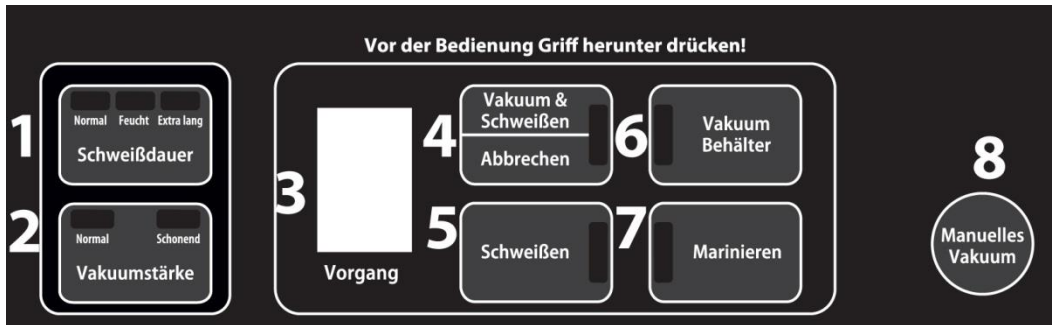 Vor der Bedienung Griff herunter drücken!
1
Normal Feucht Extra lang
Schweißdauer
2
Normal Schonend
Vakuumstärke
3
Vorgang
4
Vakuum &
Schweißen
Abbrechen
5
Schweißen
6
Vakuum
Behälter
7
Marinieren
8
Manuelles
Vakuum